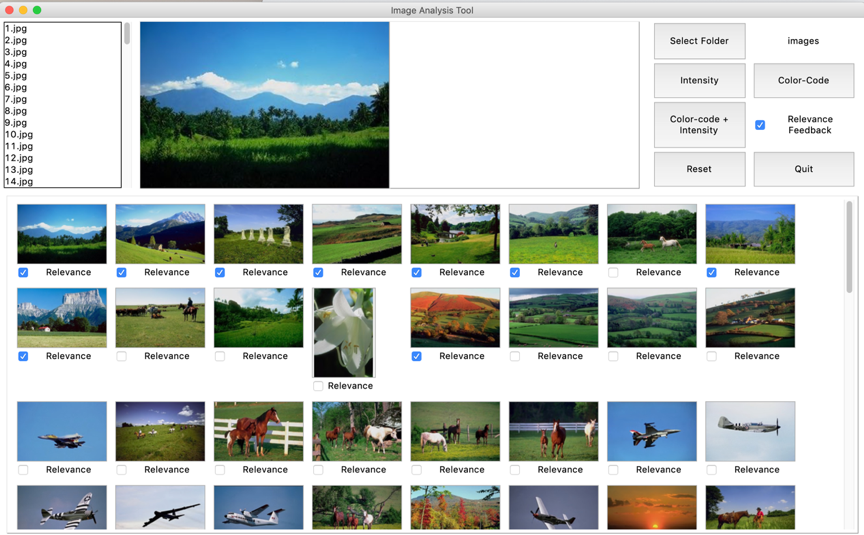 Image Analysis Tool
1.jpg
2.jpg
3.jpg
4.jpg
5.jpg
6.jpg
7.jpg
8.jpg
9.jpg
10.jpg
11.jpg
12.jpg
13.jpg
14.jpg
Select Folder
images
Intensity
Color-Code
Color-code +
Intensity
Relevance
Feedback
Reset
Quit
Relevance Relevance Relevance Relevance Relevance Relevance Relevance Relevance
Relevance Relevance Relevance Relevance Relevance Relevance Relevance
Relevance
Relevance Relevance Relevance Relevance Relevance Relevance Relevance Relevance